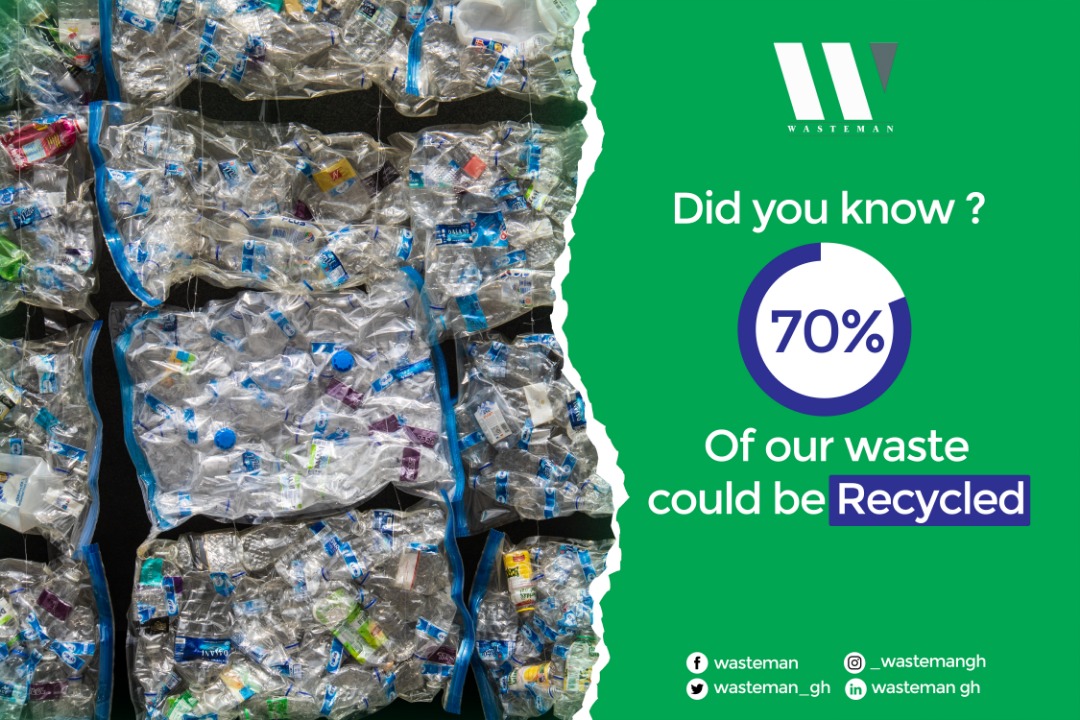 WASTEMAN
Did you know ?
70%
Of our waste
could be Recycled
wasteman
_wastemangh
wasteman_gh
wasteman gh